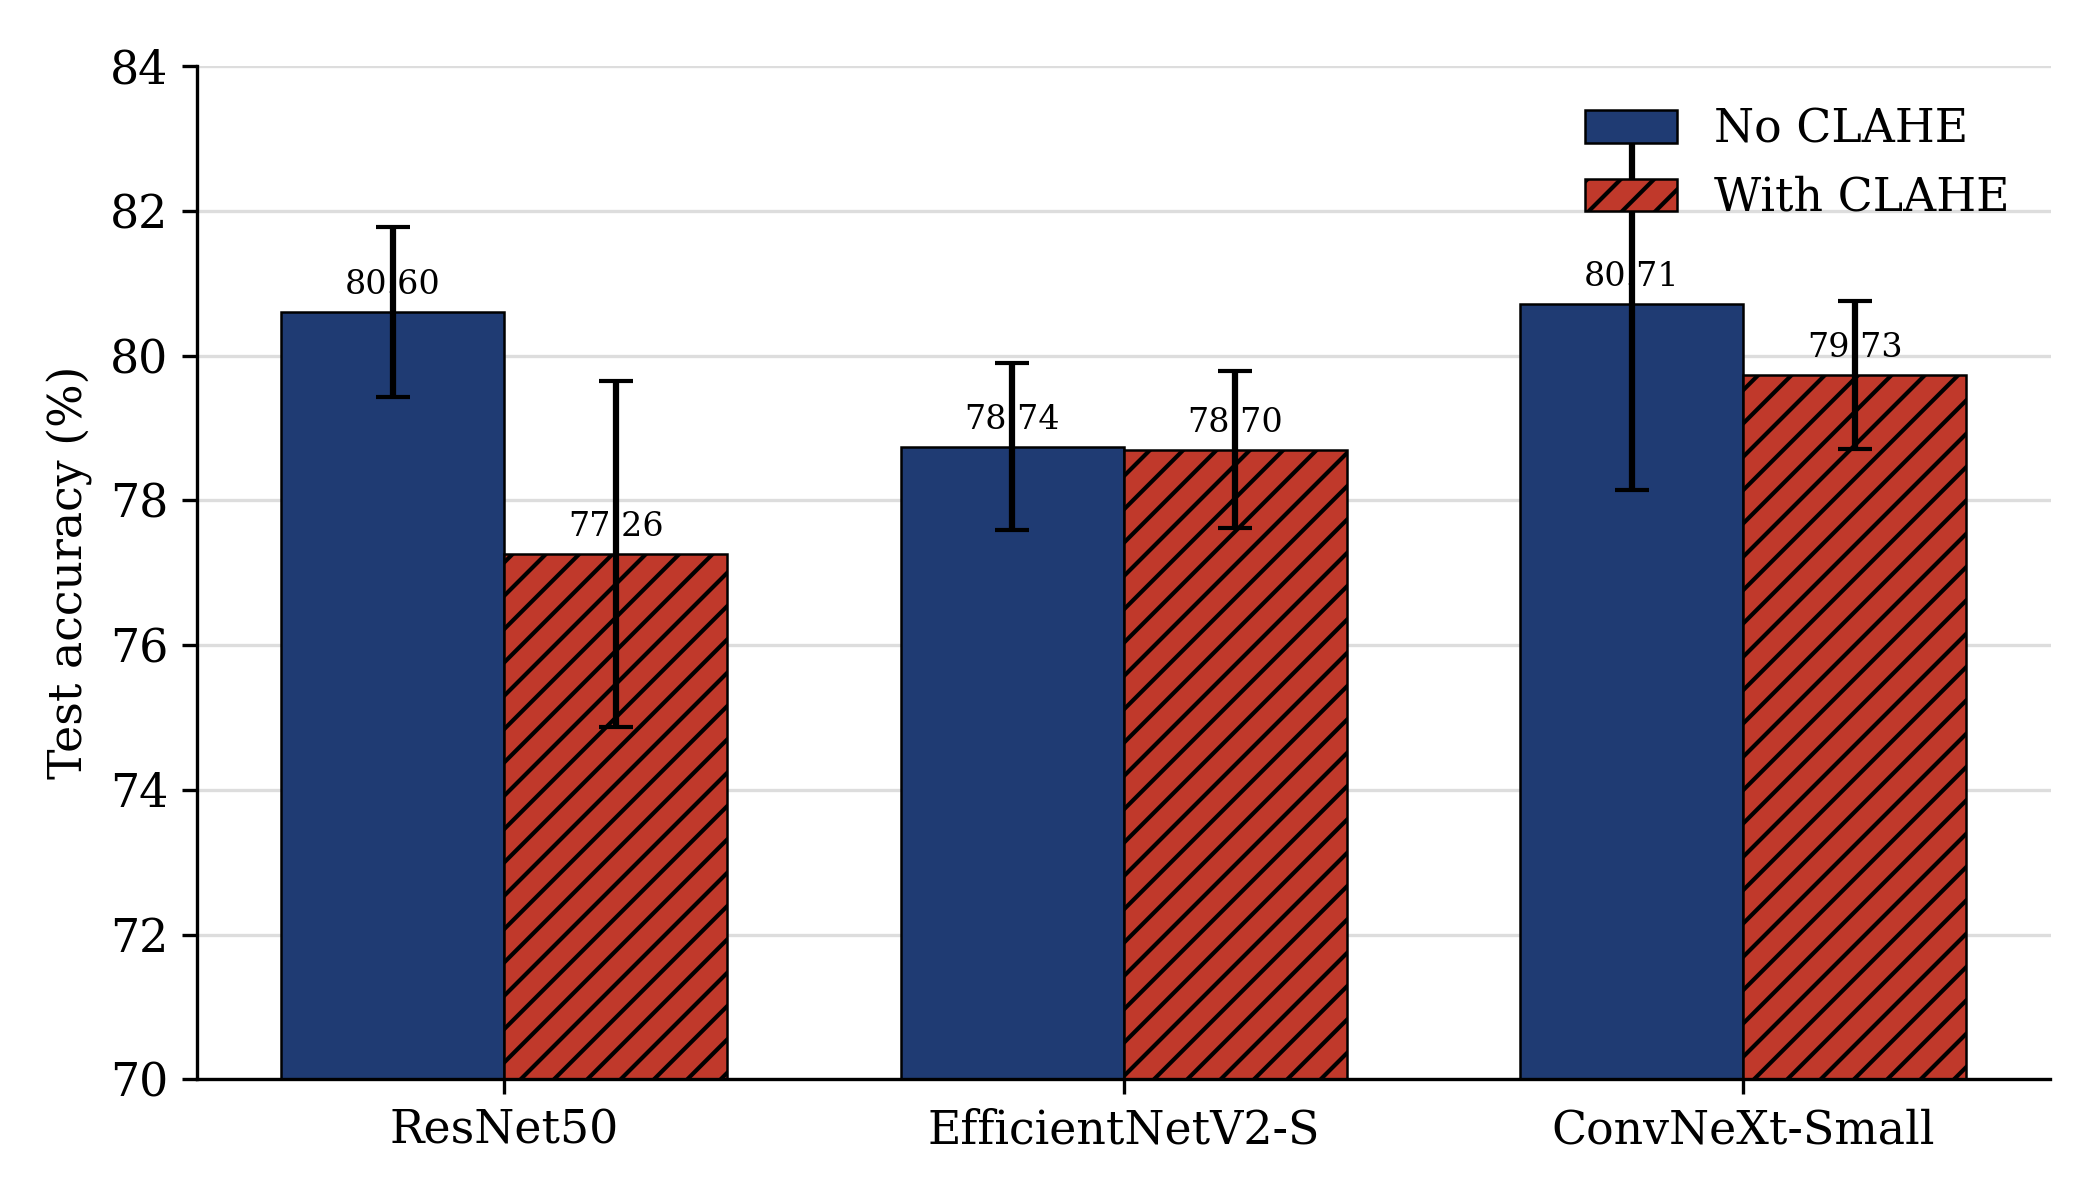 84
82
80
78
76
74
72
70
Test accuracy (%)
No CLAHE
With CLAHE
80.60
77.26
78.74
78.70
80.71
79.73
ResNet50
EfficientNetV2-S
ConvNeXt-Small